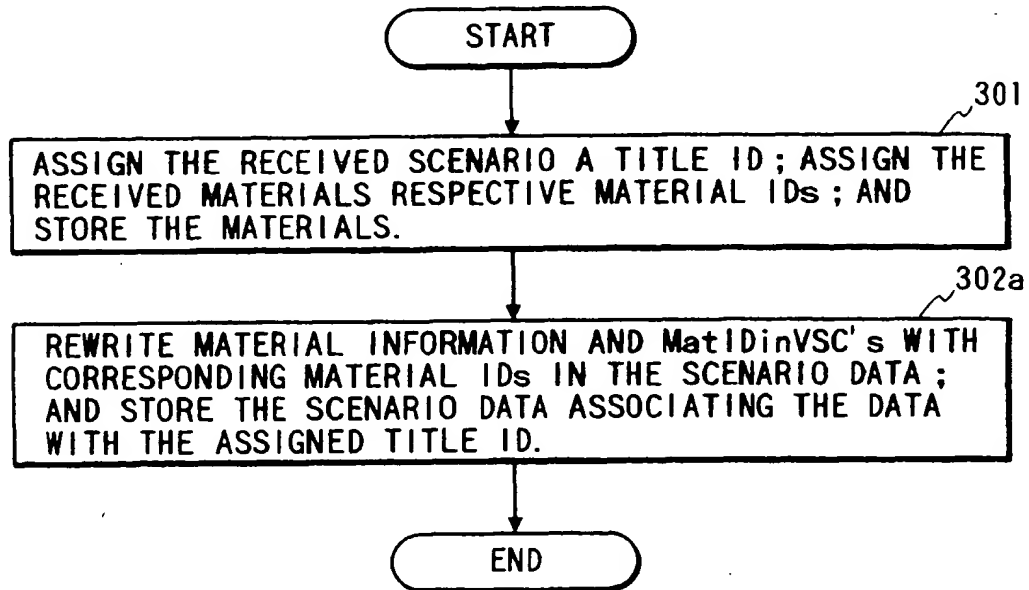 START
301
ASSIGN THE RECEIVED SCENARIO A TITLE ID; ASSIGN THE
RECEIVED MATERIALS RESPECTIVE MATERIAL IDs; AND
STORE THE MATERIALS.
302a
REWRITE MATERIAL INFORMATION AND MatIDinVSC's WITH
CORRESPONDING MATERIAL IDs IN THE SCENARIO DATA;
AND STORE THE SCENARIO DATA ASSOCIATING THE DATA
WITH THE ASSIGNED TITLE ID.
END